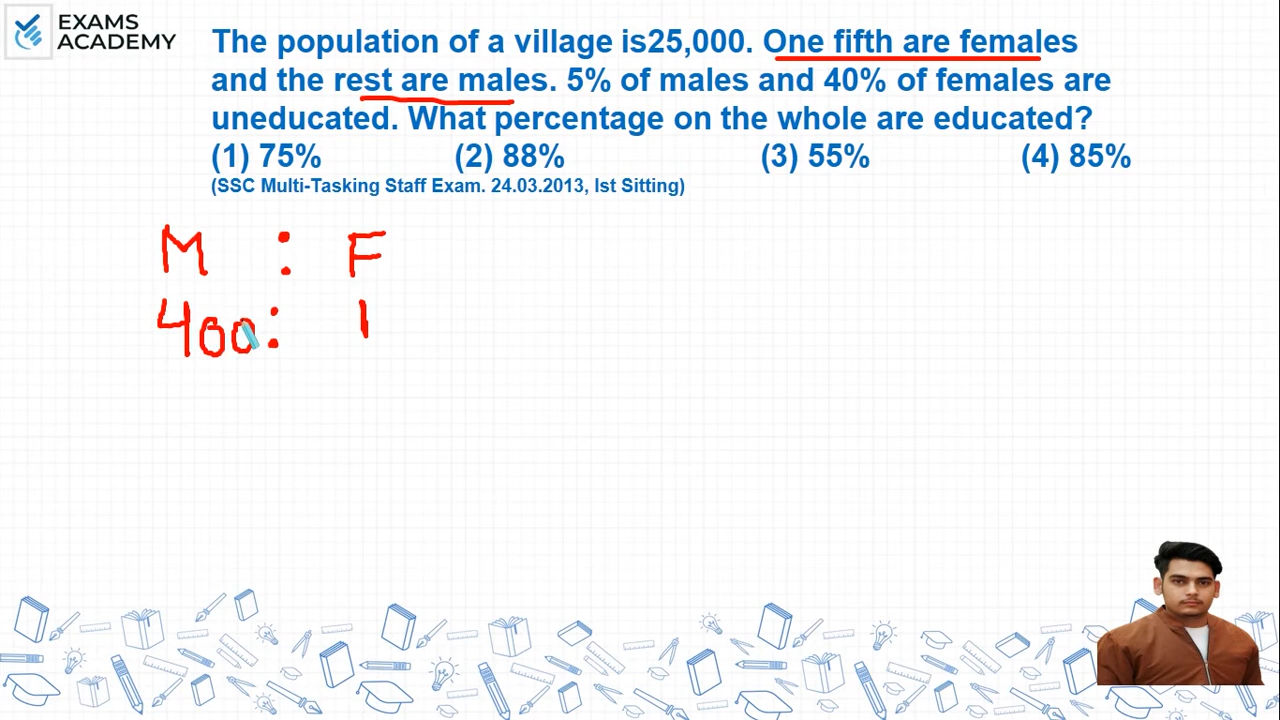 EXAMS
ACADEMY
The population of a village is25,000. One fifth are females
and the rest are males. 5% of males and 40% of females are
uneducated. What percentage on the whole are educated?
(1) 75% (2) 88% (3) 55% (4) 85%
(SSC Multi-Tasking Staff Exam. 24.03.2013, Ist Sitting)
M : F
400 : 1